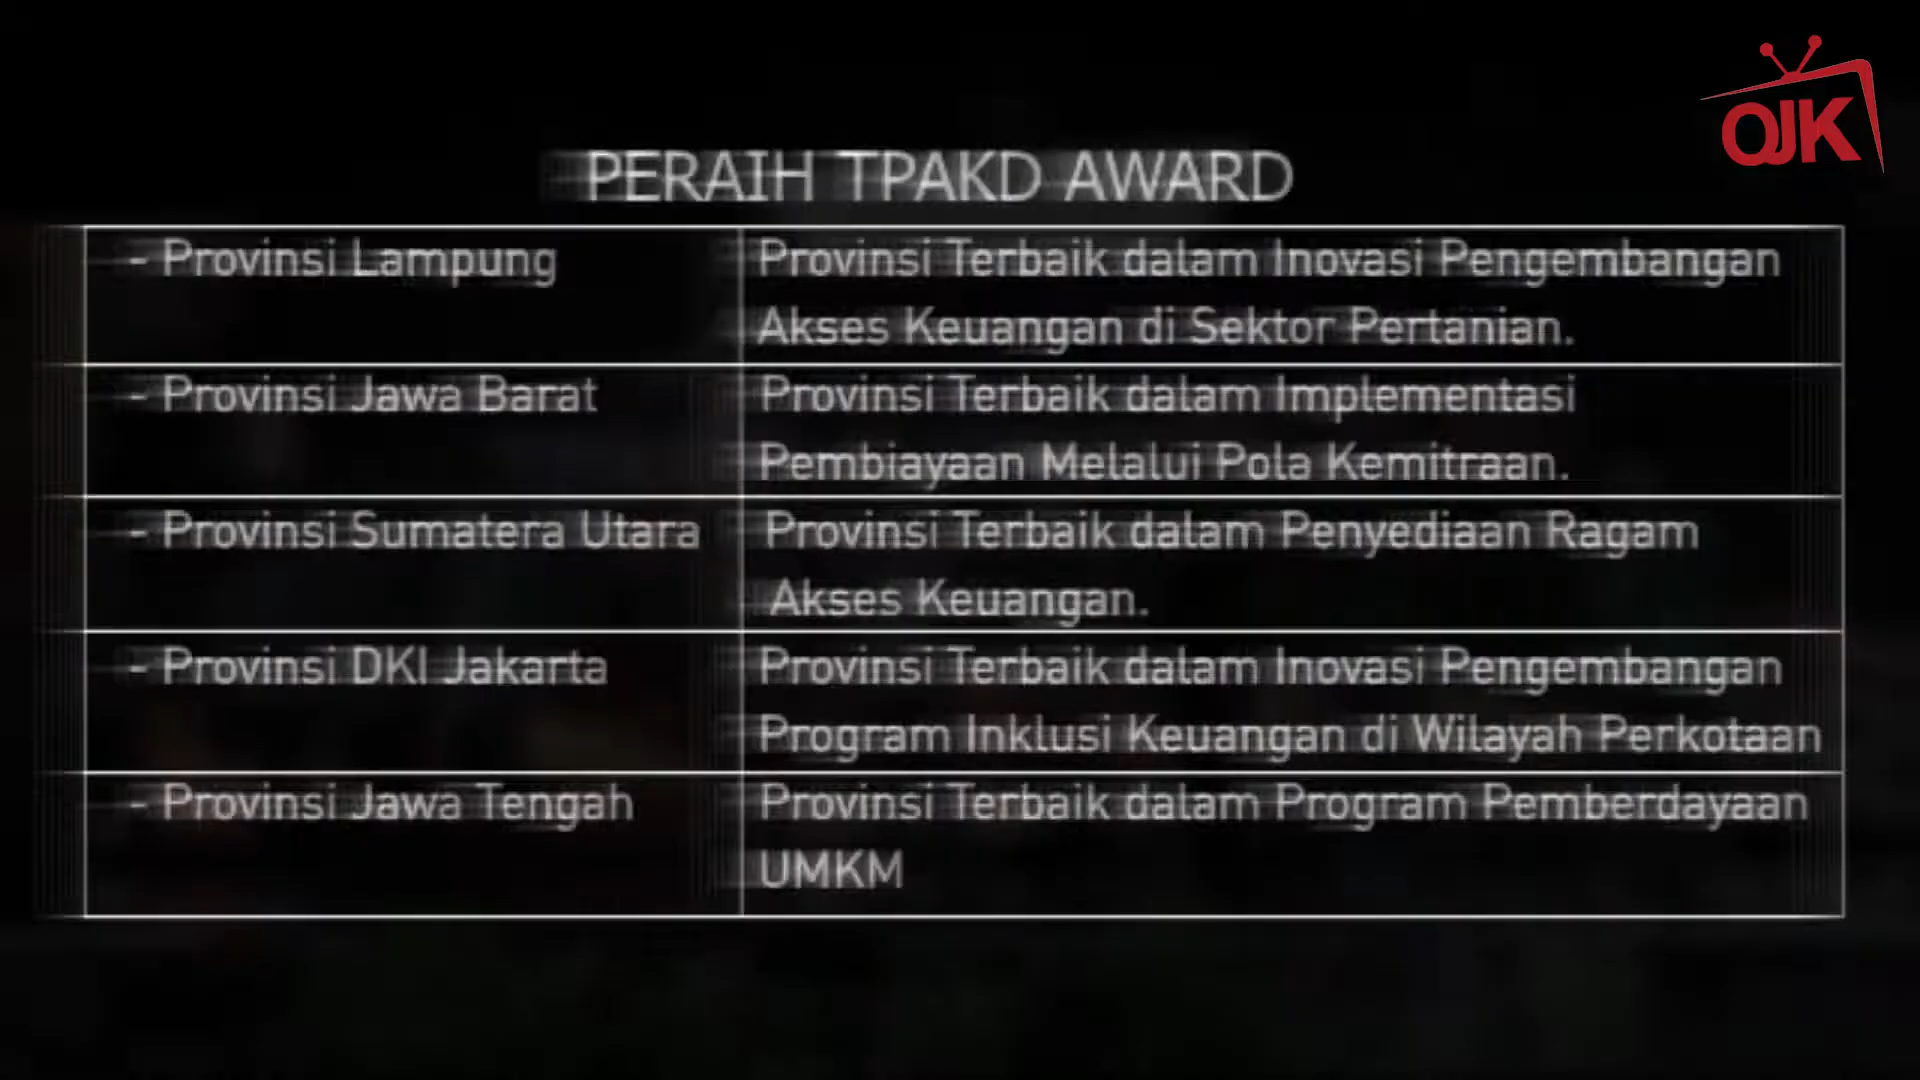 OJK
PERAIH TPAKD AWARD
- Provinsi Lampung
Provinsi Terbaik dalam Inovasi Pengembangan
Akses Keuangan di Sektor Pertanian.
- Provinsi Jawa Barat
Provinsi Terbaik dalam Implementasi
Pembiayaan Melalui Pola Kemitraan.
- Provinsi Sumatera Utara
Provinsi Terbaik dalam Penyediaan Ragam
Akses Keuangan.
- Provinsi DKI Jakarta
Provinsi Terbaik dalam Inovasi Pengembangan
Program Inklusi Keuangan di Wilayah Perkotaan
- Provinsi Jawa Tengah
Provinsi Terbaik dalam Program Pemberdayaan
UMKM